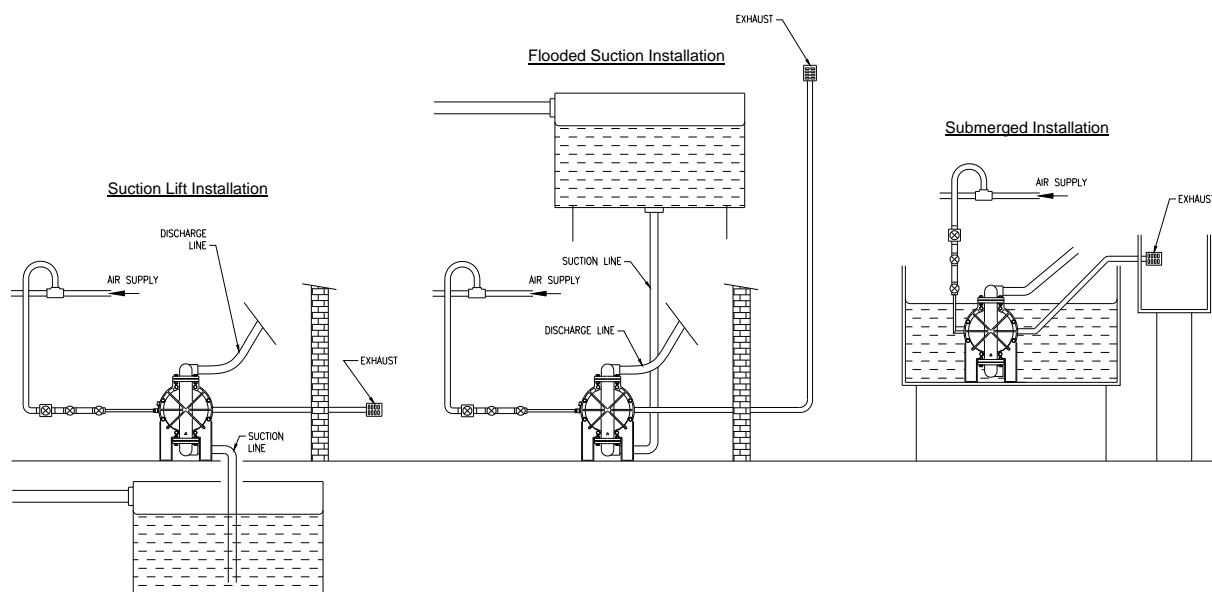 Suction Lift Installation
DISCHARGE
LINE
AIR SUPPLY
EXHAUST
SUCTION
LINE
Flooded Suction Installation
EXHAUST
SUCTION LINE
AIR SUPPLY
DISCHARGE LINE
Submerged Installation
AIR SUPPLY
EXHAUST